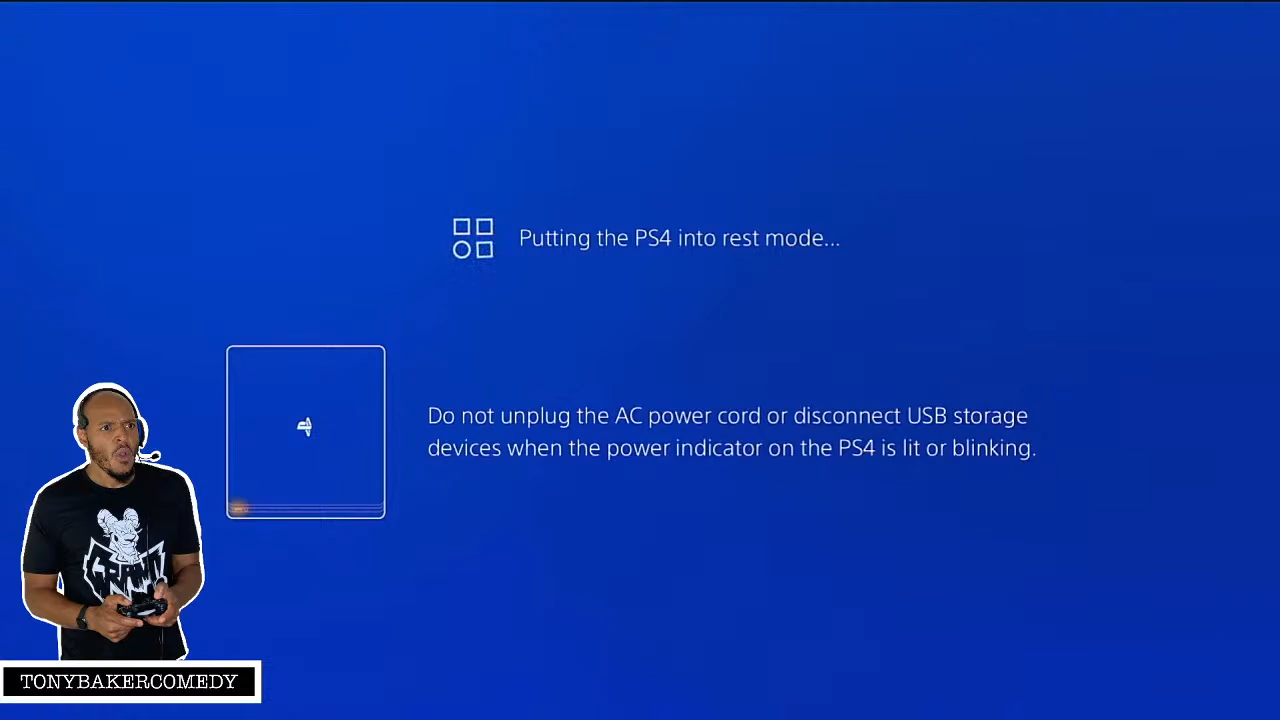 Putting the PS4 into rest mode...
Do not unplug the AC power cord or disconnect USB storage
devices when the power indicator on the PS4 is lit or blinking.
TONYBAKERCOMEDY